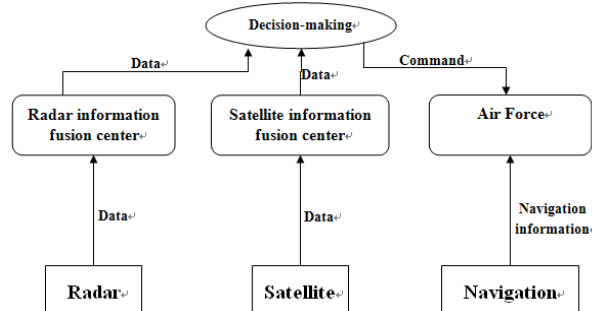 Decision-making
Data
Data
Command
Radar information
fusion center
Satellite information
fusion center
Air Force
Data
Data
Navigation
information
Radar
Satellite
Navigation